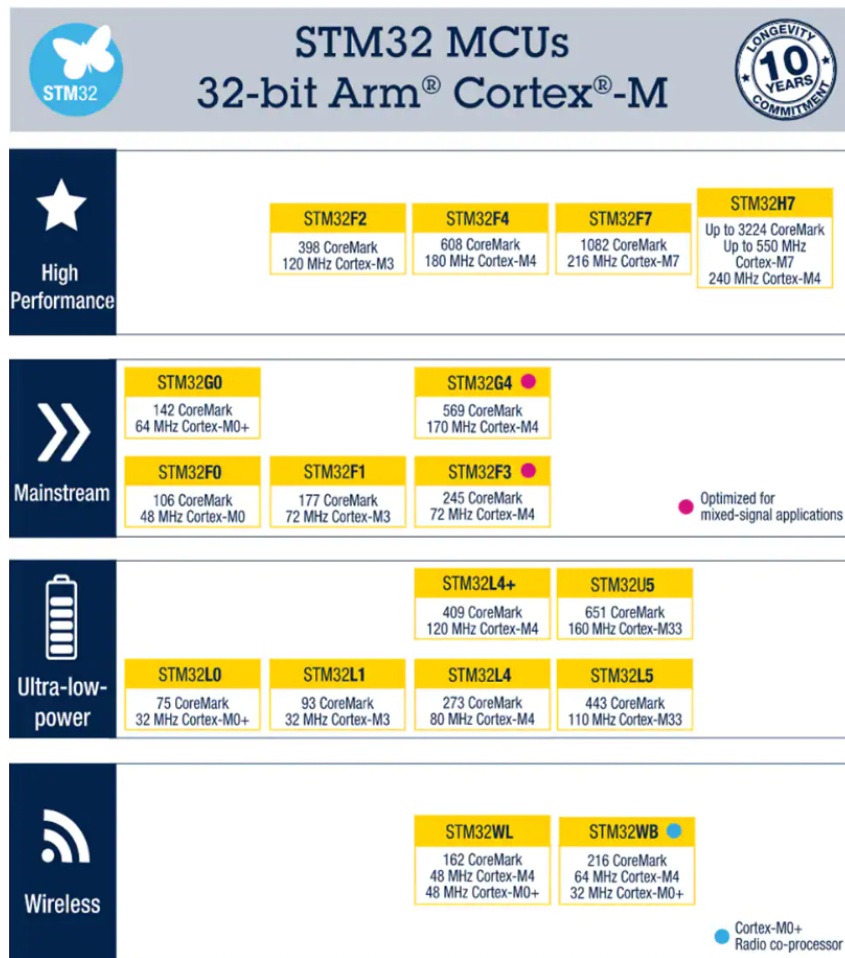 STM32
STM32 MCUs
32-bit Arm® Cortex®-M
LONGEVITY
10
YEARS
COMMITMENT
High
Performance
STM32F2
398 CoreMark
120 MHz Cortex-M3
STM32F4
608 CoreMark
180 MHz Cortex-M4
STM32F7
1082 CoreMark
216 MHz Cortex-M7
STM32H7
Up to 3224 CoreMark
Up to 550 MHz
Cortex-M7
240 MHz Cortex-M4
Mainstream
STM32G0
142 CoreMark
64 MHz Cortex-M0+
STM32G4
569 CoreMark
170 MHz Cortex-M4
STM32F0
106 CoreMark
48 MHz Cortex-M0
STM32F1
177 CoreMark
72 MHz Cortex-M3
STM32F3
245 CoreMark
72 MHz Cortex-M4
Optimized for
mixed-signal applications
Ultra-low-
power
STM32L4+
409 CoreMark
120 MHz Cortex-M4
STM32U5
651 CoreMark
160 MHz Cortex-M33
STM32L0
75 CoreMark
32 MHz Cortex-M0+
STM32L1
93 CoreMark
32 MHz Cortex-M3
STM32L4
273 CoreMark
80 MHz Cortex-M4
STM32L5
443 CoreMark
110 MHz Cortex-M33
Wireless
STM32WL
162 CoreMark
48 MHz Cortex-M4
48 MHz Cortex-M0+
STM32WB
216 CoreMark
64 MHz Cortex-M4
32 MHz Cortex-M0+
Cortex-M0+
Radio co-processor